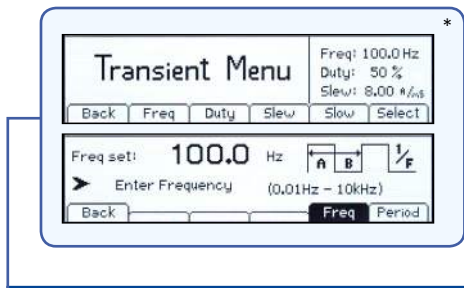 *
Transient Menu
Freq: 100.0 Hz
Duty: 50 %
Slew: 8.00 A/ms
Back Freq Duty Slew Slow Select
Freq set: 100.0 Hz
A B 1/F
➤ Enter Frequency (0.01Hz - 10kHz)
Back Freq Period